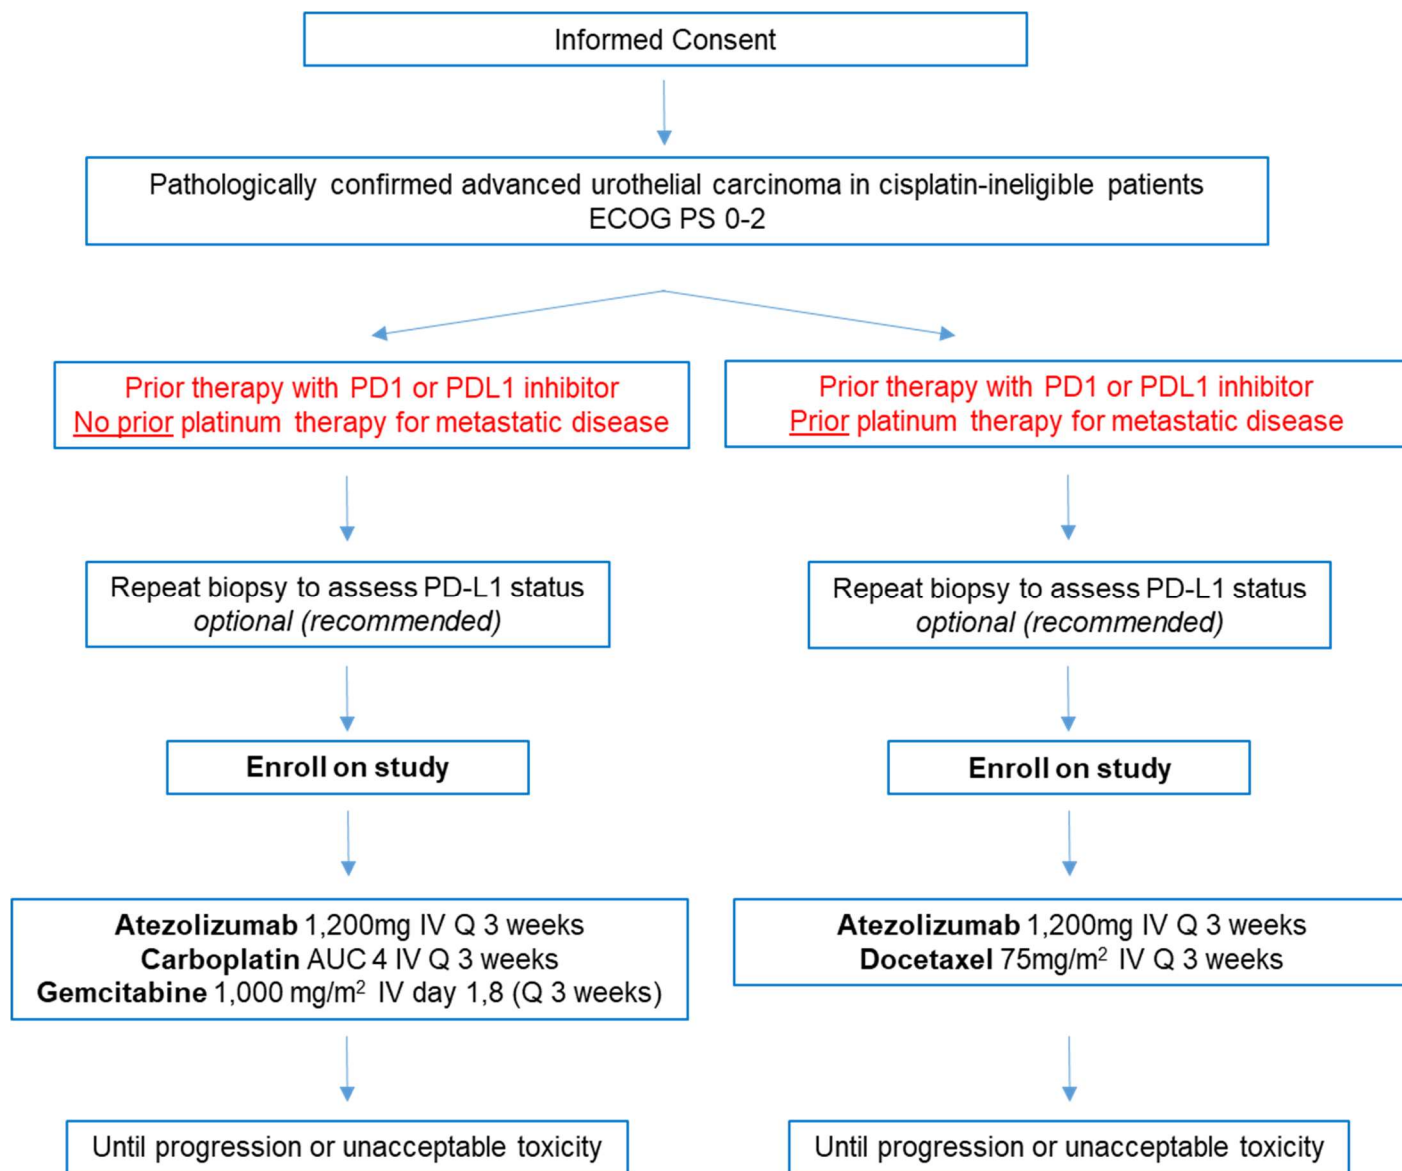 Informed Consent
Pathologically confirmed advanced urothelial carcinoma in cisplatin-ineligible patients
ECOG PS 0-2
Prior therapy with PD1 or PDL1 inhibitor
No prior platinum therapy for metastatic disease
Prior therapy with PD1 or PDL1 inhibitor
Prior platinum therapy for metastatic disease
Repeat biopsy to assess PD-L1 status
optional (recommended)
Repeat biopsy to assess PD-L1 status
optional (recommended)
Enroll on study
Enroll on study
Atezolizumab 1,200mg IV Q 3 weeks
Carboplatin AUC 4 IV Q 3 weeks
Gemcitabine 1,000 mg/m² IV day 1,8 (Q 3 weeks)
Atezolizumab 1,200mg IV Q 3 weeks
Docetaxel 75mg/m² IV Q 3 weeks
Until progression or unacceptable toxicity
Until progression or unacceptable toxicity